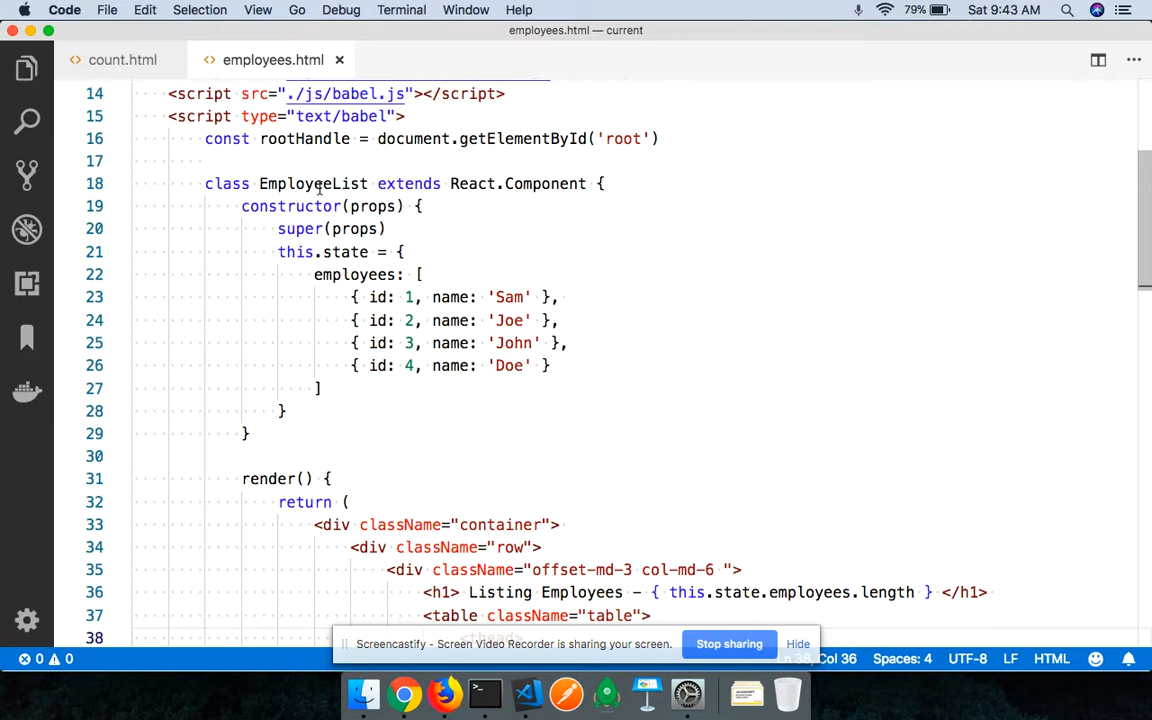 Code File Edit Selection View Go Debug Terminal Window Help 79% Sat 9:43 AM
employees.html — current
<> count.html <> employees.html ×
14 <script src="./js/babel.js"></script>
15 <script type="text/babel">
16 const rootHandle = document.getElementById('root')
17
18 class EmployeeList extends React.Component {
19 constructor(props) {
20 super(props)
21 this.state = {
22 employees: [
23 { id: 1, name: 'Sam' },
24 { id: 2, name: 'Joe' },
25 { id: 3, name: 'John' },
26 { id: 4, name: 'Doe' }
27 ]
28 }
29 }
30
31 render() {
32 return (
33 <div className="container">
34 <div className="row">
35 <div className="offset-md-3 col-md-6 ">
36 <h1> Listing Employees - { this.state.employees.length } </h1>
37 <table className="table">
38 <thead>
Screencastify - Screen Video Recorder is sharing your screen. Stop sharing Hide
0 0 Ln 38, Col 36 Spaces: 4 UTF-8 LF HTML